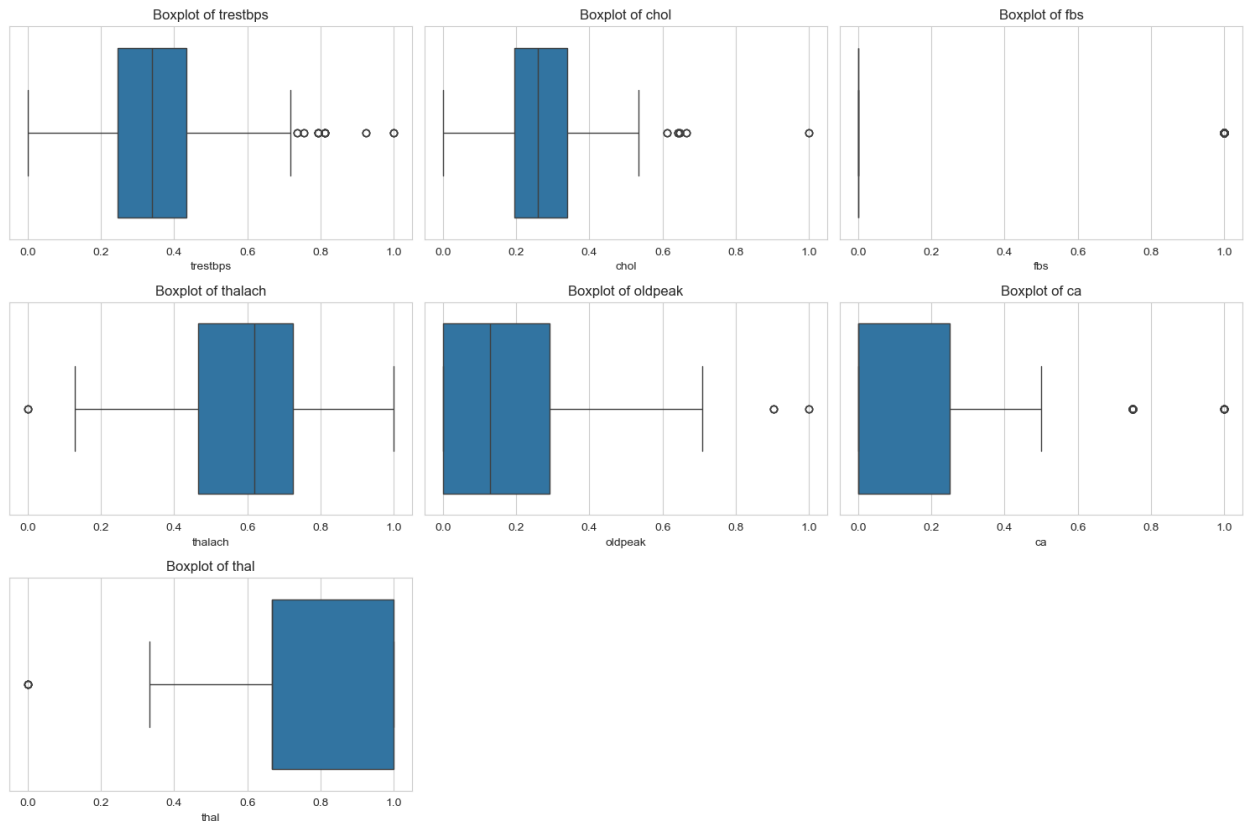 Boxplot of trestbps
0.0 0.2 0.4 0.6 0.8 1.0
trestbps
Boxplot of chol
0.0 0.2 0.4 0.6 0.8 1.0
chol
Boxplot of fbs
0.0 0.2 0.4 0.6 0.8 1.0
fbs
Boxplot of thalach
0.0 0.2 0.4 0.6 0.8 1.0
thalach
Boxplot of oldpeak
0.0 0.2 0.4 0.6 0.8 1.0
oldpeak
Boxplot of ca
0.0 0.2 0.4 0.6 0.8 1.0
ca
Boxplot of thal
0.0 0.2 0.4 0.6 0.8 1.0
thal